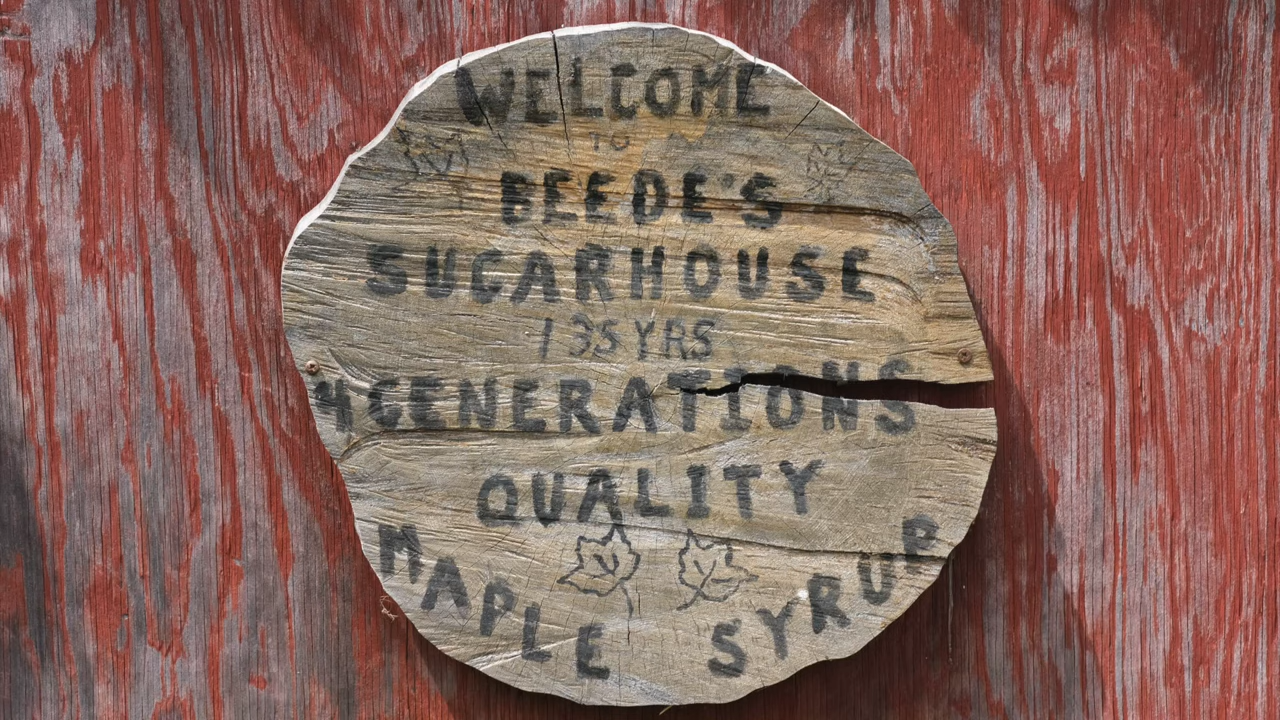 WELCOME
TO
BEEDE'S
SUGARHOUSE
135 YRS
4 GENERATIONS
QUALITY
MAPLE SYRUP